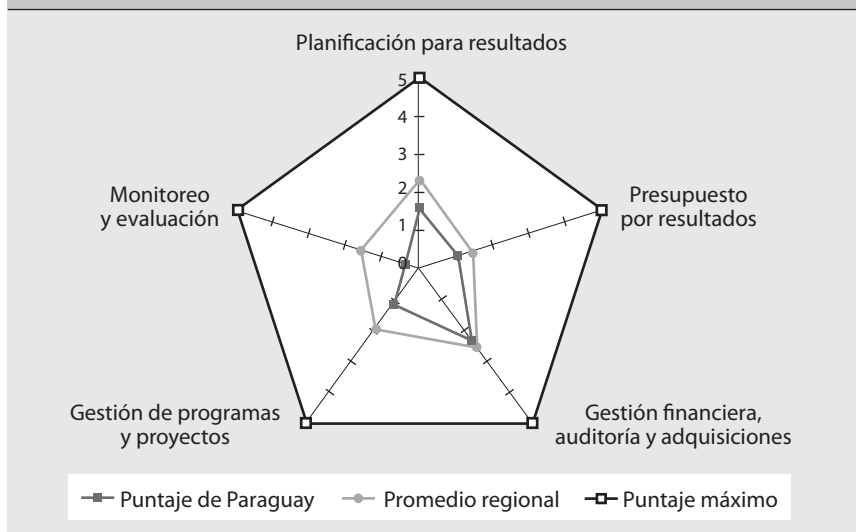 Planificación para resultados
5
4
3
2
1
0
Monitoreo
y evaluación
Presupuesto
por resultados
Gestión de programas
y proyectos
Gestión financiera,
auditoría y adquisiciones
Puntaje de Paraguay
Promedio regional
Puntaje máximo